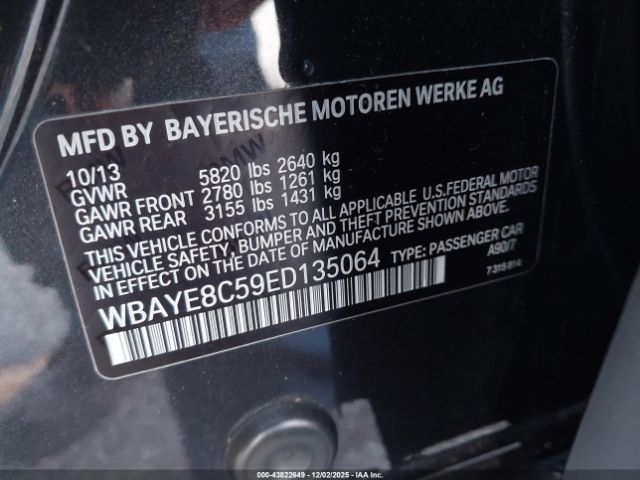 MFD BY BAYERISCHE MOTOREN WERKE AG
10/13
GVWR 5820 lbs 2640 kg
GAWR FRONT 2780 lbs 1261 kg
GAWR REAR 3155 lbs 1431 kg
THIS VEHICLE CONFORMS TO ALL APPLICABLE U.S.FEDERAL MOTOR
VEHICLE SAFETY, BUMPER AND THEFT PREVENTION STANDARDS
IN EFFECT ON THE DATE OF MANUFACTURE SHOWN ABOVE.
WBAYE8C59ED135064 TYPE: PASSENGER CAR
A90/7
000-43822649 - 12/02/2025 - IAA Inc.